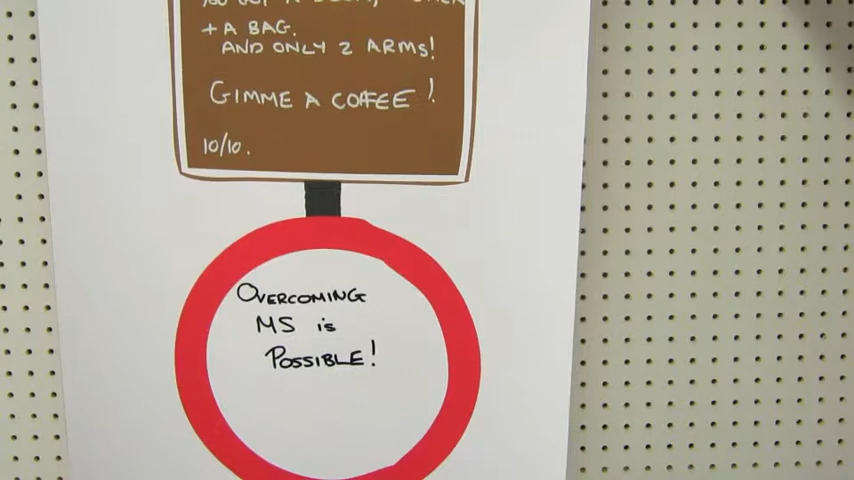 + A BAG.
AND ONLY 2 ARMS!
GIMME A COFFEE!
10/10.
OVERCOMING
MS is
POSSIBLE!